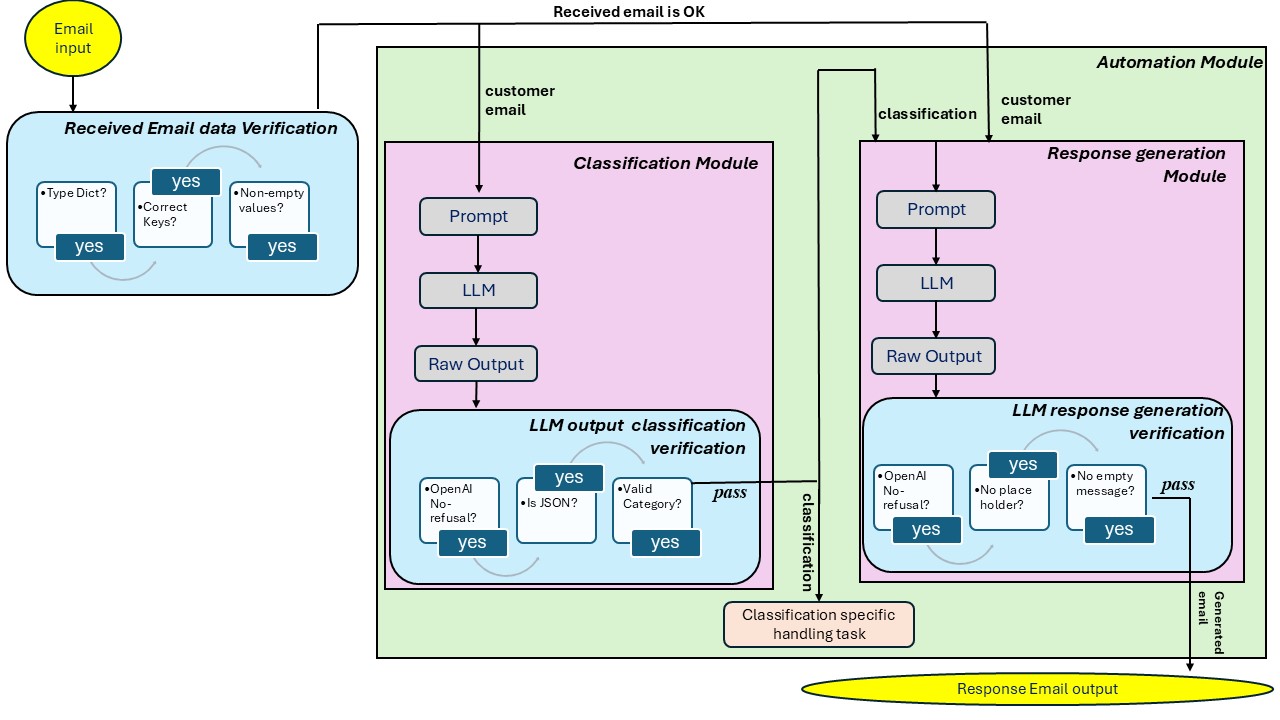 Received email is OK
Email
input
Automation Module
customer
email
classification
customer
email
Received Email data Verification
•Type Dict?
yes
yes
•Correct
Keys?
•Non-empty
values?
yes
Classification Module
Prompt
LLM
Raw Output
LLM output  classification
verification
•OpenAI
No-
refusal?
yes
yes
•Is JSON?
•Valid
Category?
yes
pass
classification
Classification specific
handling task
Response generation
Module
Prompt
LLM
Raw Output
LLM response generation
verification
•OpenAI
No-
refusal?
yes
yes
•No place
holder?
•No empty
message?
yes
pass
Generated
email
Response Email output